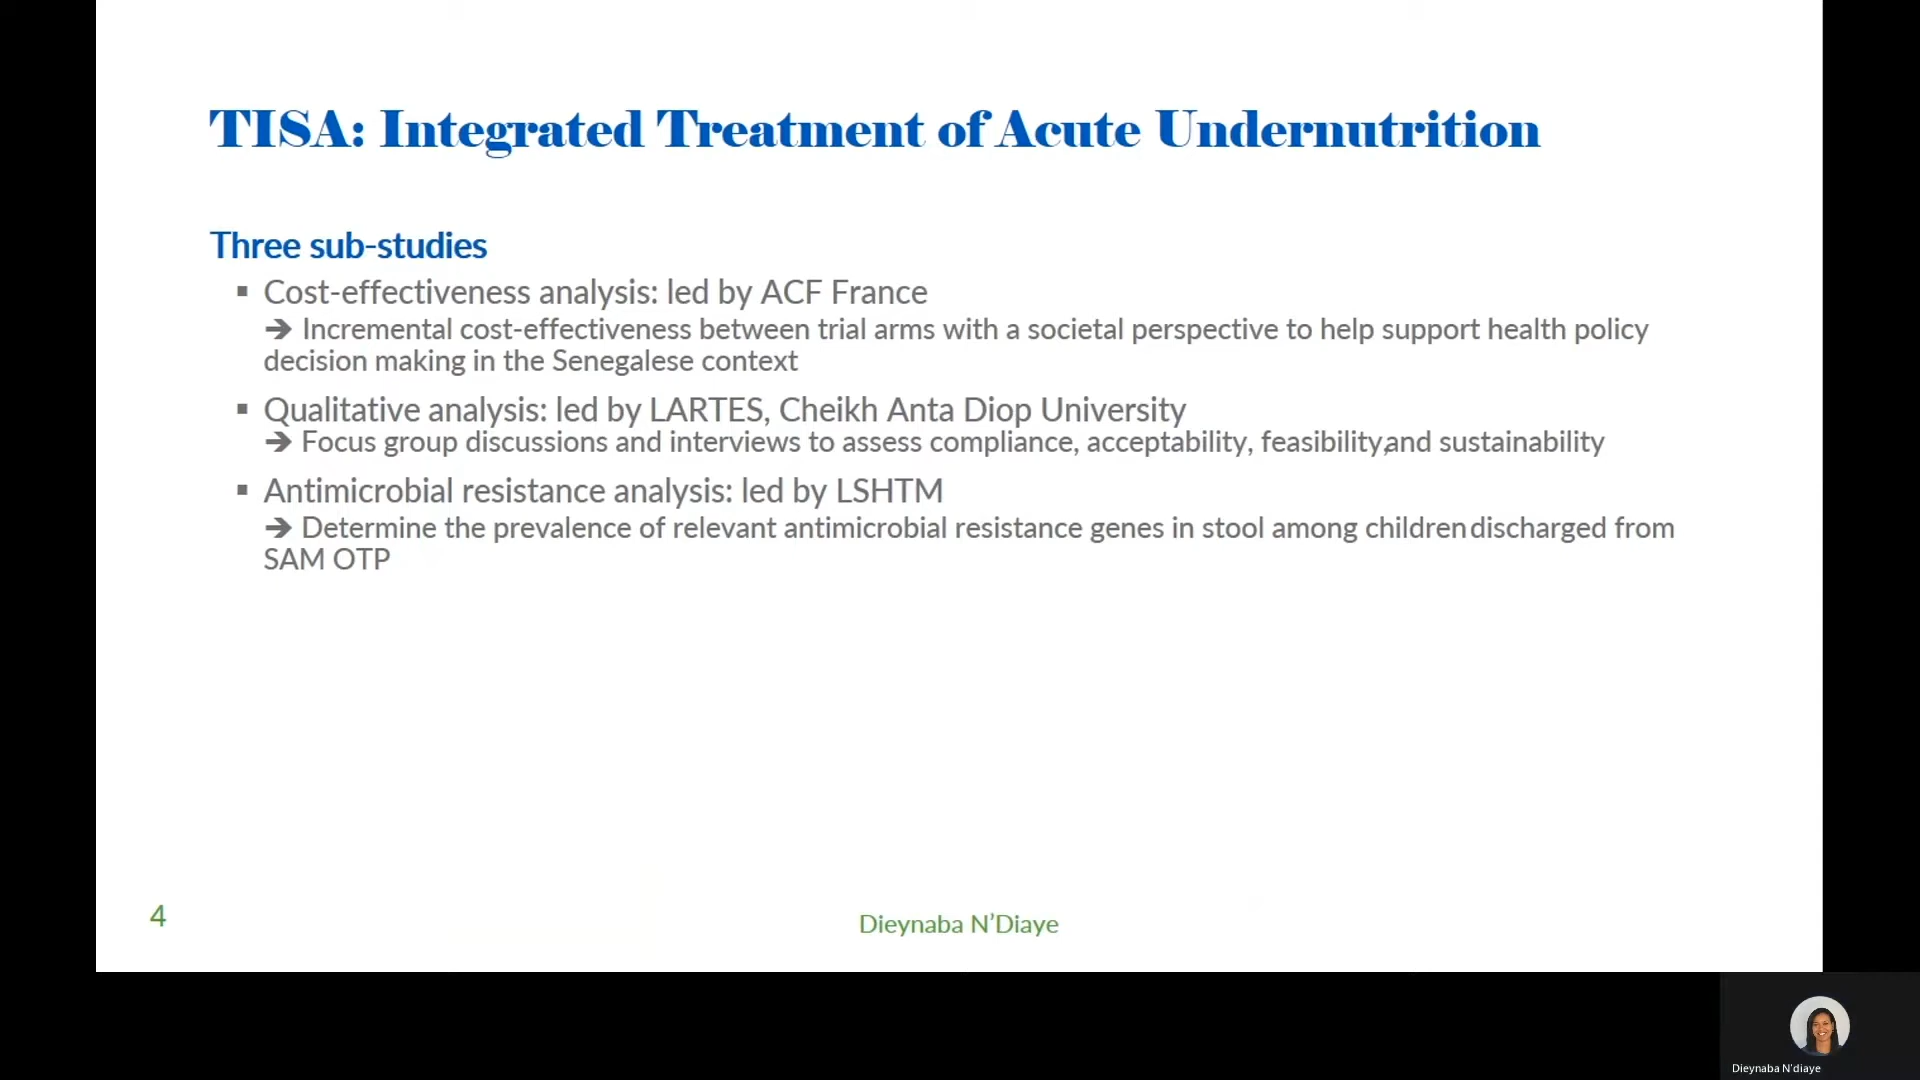 TISA: Integrated Treatment of Acute Undernutrition
Three sub-studies
▪ Cost-effectiveness analysis: led by ACF France
➔ Incremental cost-effectiveness between trial arms with a societal perspective to help support health policy
decision making in the Senegalese context
▪ Qualitative analysis: led by LARTES, Cheikh Anta Diop University
➔ Focus group discussions and interviews to assess compliance, acceptability, feasibility,and sustainability
▪ Antimicrobial resistance analysis: led by LSHTM
➔ Determine the prevalence of relevant antimicrobial resistance genes in stool among children discharged from
SAM OTP
4
Dieynaba N’Diaye
Dieynaba N'diaye